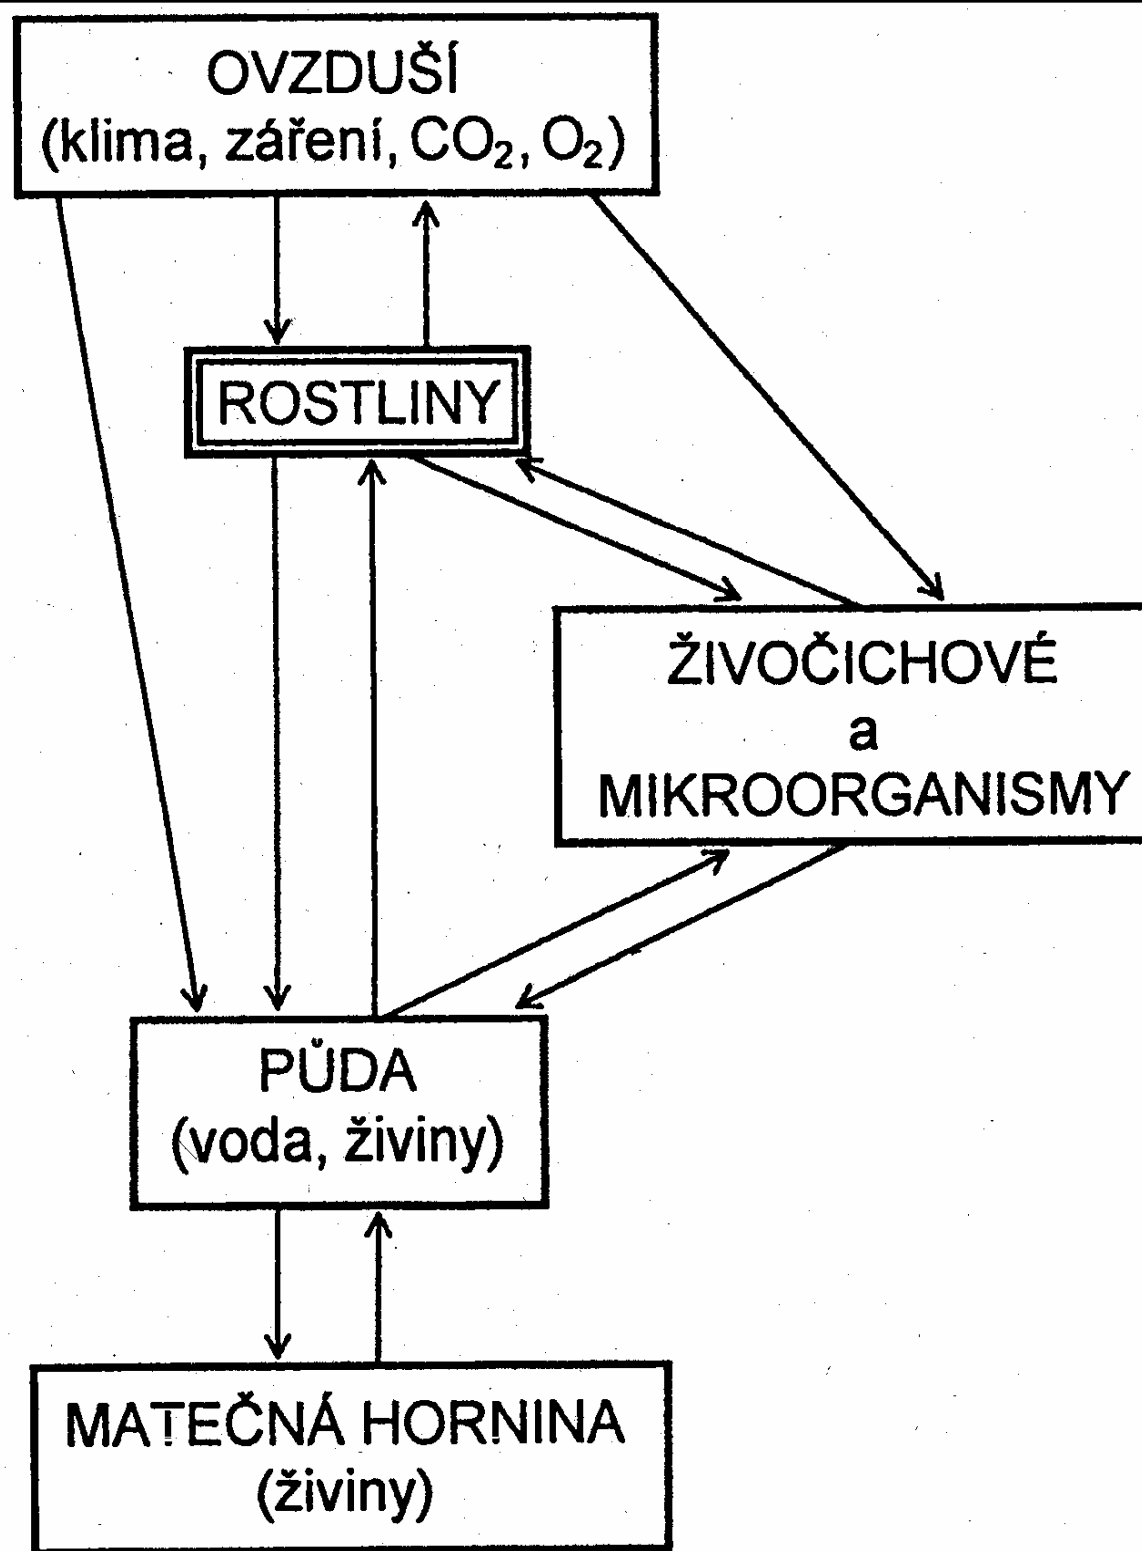 OVZDUŠÍ
(klima, záření, CO₂, O₂)
ROSTLINY
ŽIVOČICHOVÉ
a
MIKROORGANISMY
PŮDA
(voda, živiny)
MATEČNÁ HORNINA
(živiny)